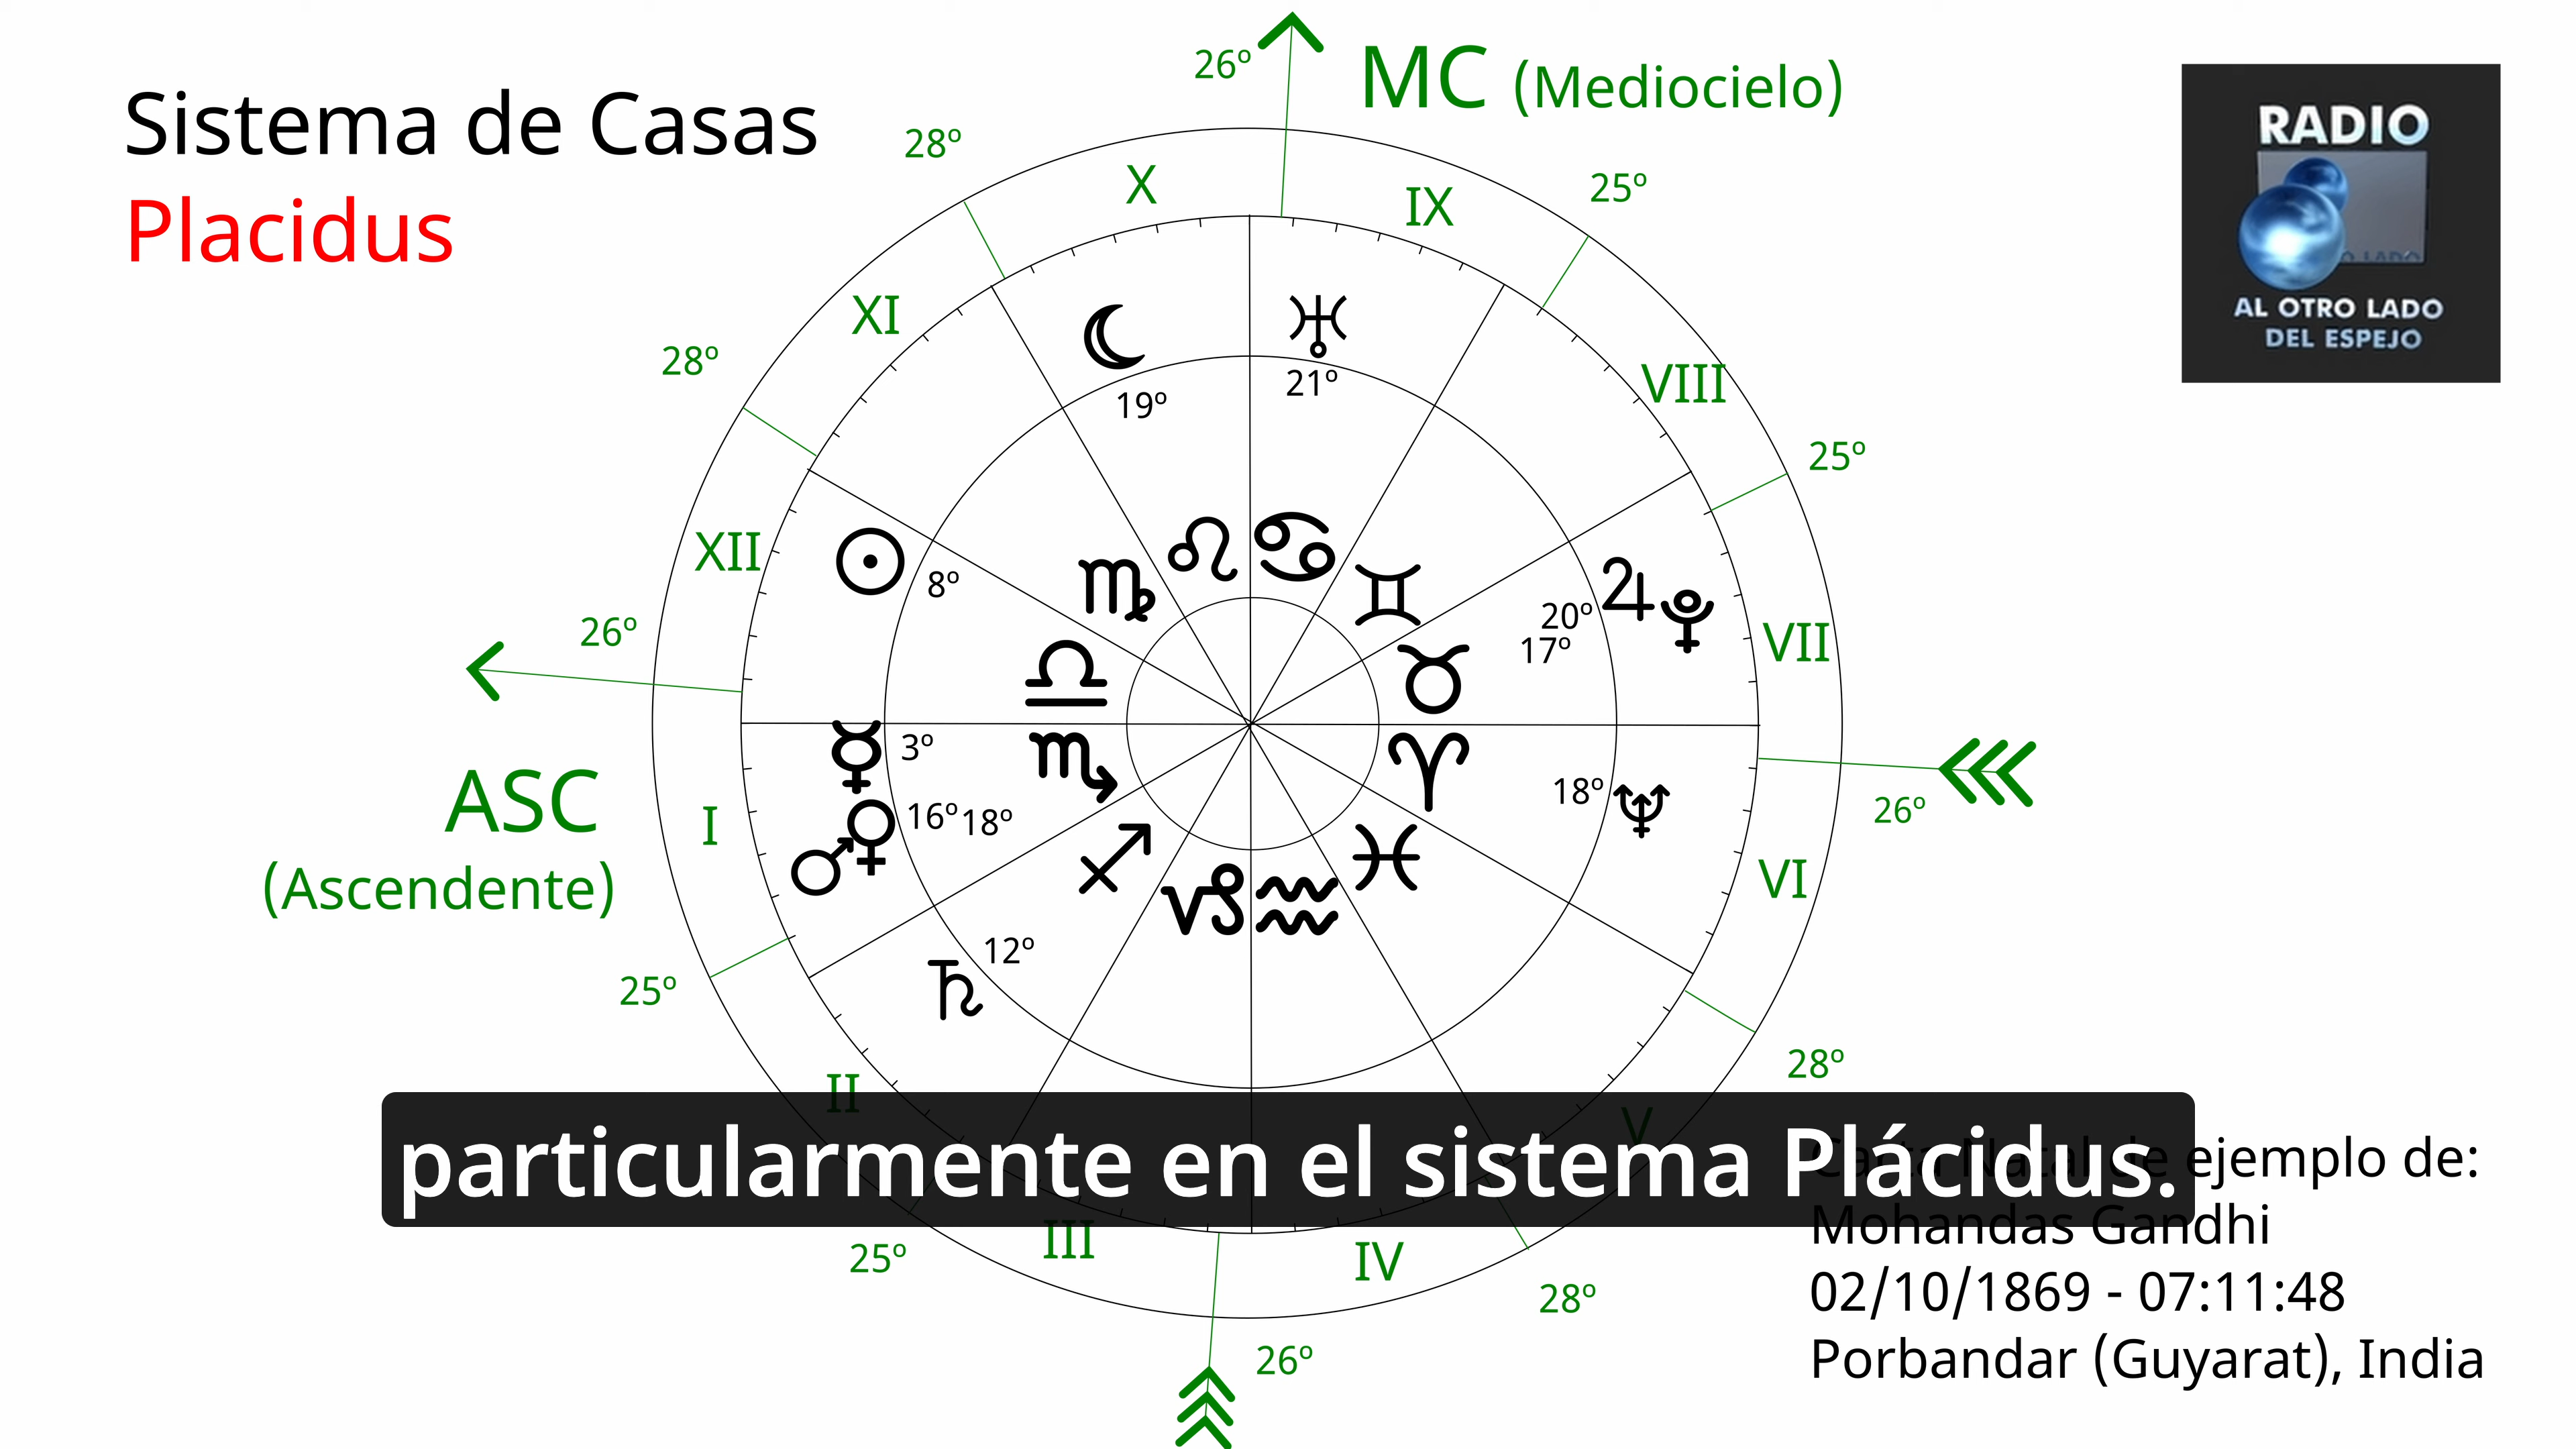 Sistema de Casas
Placidus
MC (Mediocielo)
26º
28º
25º
X
IX
XI
VIII
28º
25º
19º
21º
XII
8º
20º
17º
VII
26º
ASC
(Ascendente)
3º
16º
18º
18º
26º
I
VI
12º
25º
28º
II
V
particularmente en el sistema Plácidus.
Carta Natal de ejemplo de:
Mohandas Gandhi
02/10/1869 - 07:11:48
Porbandar (Guyarat), India
III
IV
25º
28º
26º
RADIO
AL OTRO LADO
DEL ESPEJO